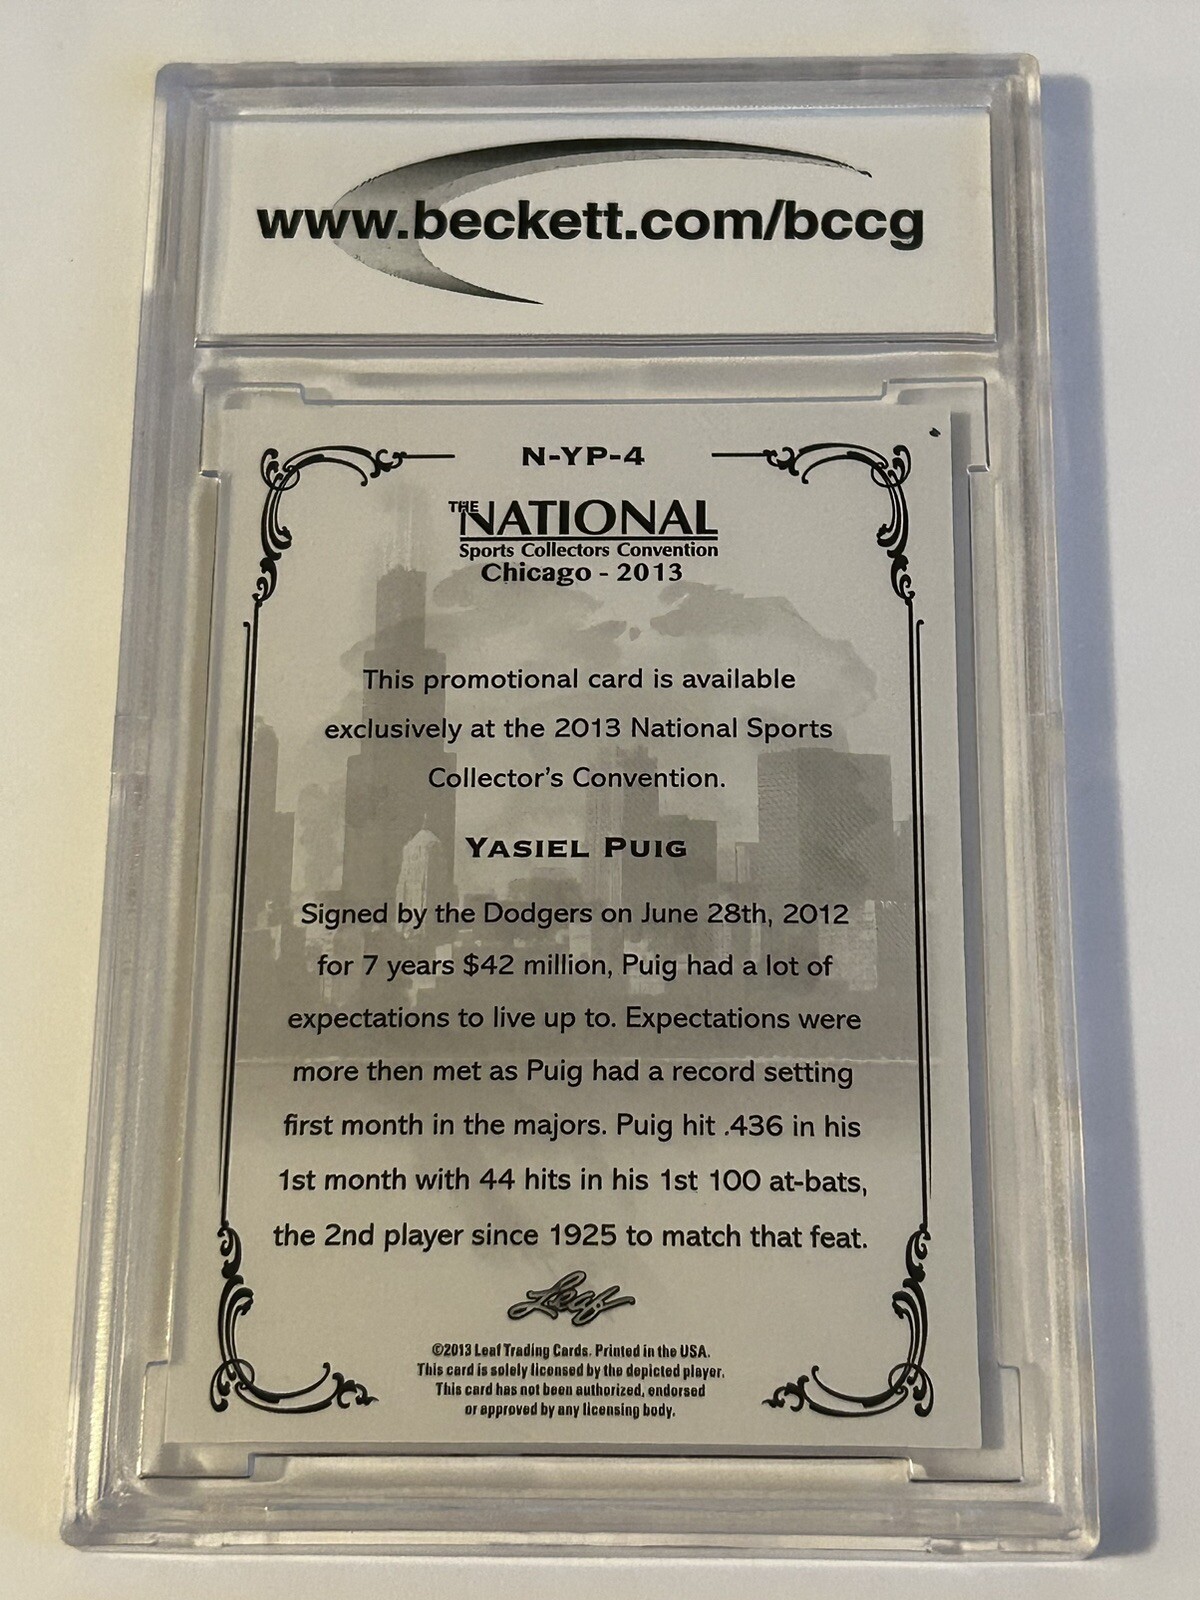 www.beckett.com/bccg
N-YP-4
THE NATIONAL
Sports Collectors Convention
Chicago - 2013
This promotional card is available
exclusively at the 2013 National Sports
Collector's Convention.
YASIEL PUIG
Signed by the Dodgers on June 28th, 2012
for 7 years $42 million, Puig had a lot of
expectations to live up to. Expectations were
more then met as Puig had a record setting
first month in the majors. Puig hit .436 in his
1st month with 44 hits in his 1st 100 at-bats,
the 2nd player since 1925 to match that feat.
Leaf
©2013 Leaf Trading Cards. Printed in the USA.
This card is solely licensed by the depicted player.
This card has not been authorized, endorsed
or approved by any licensing body.